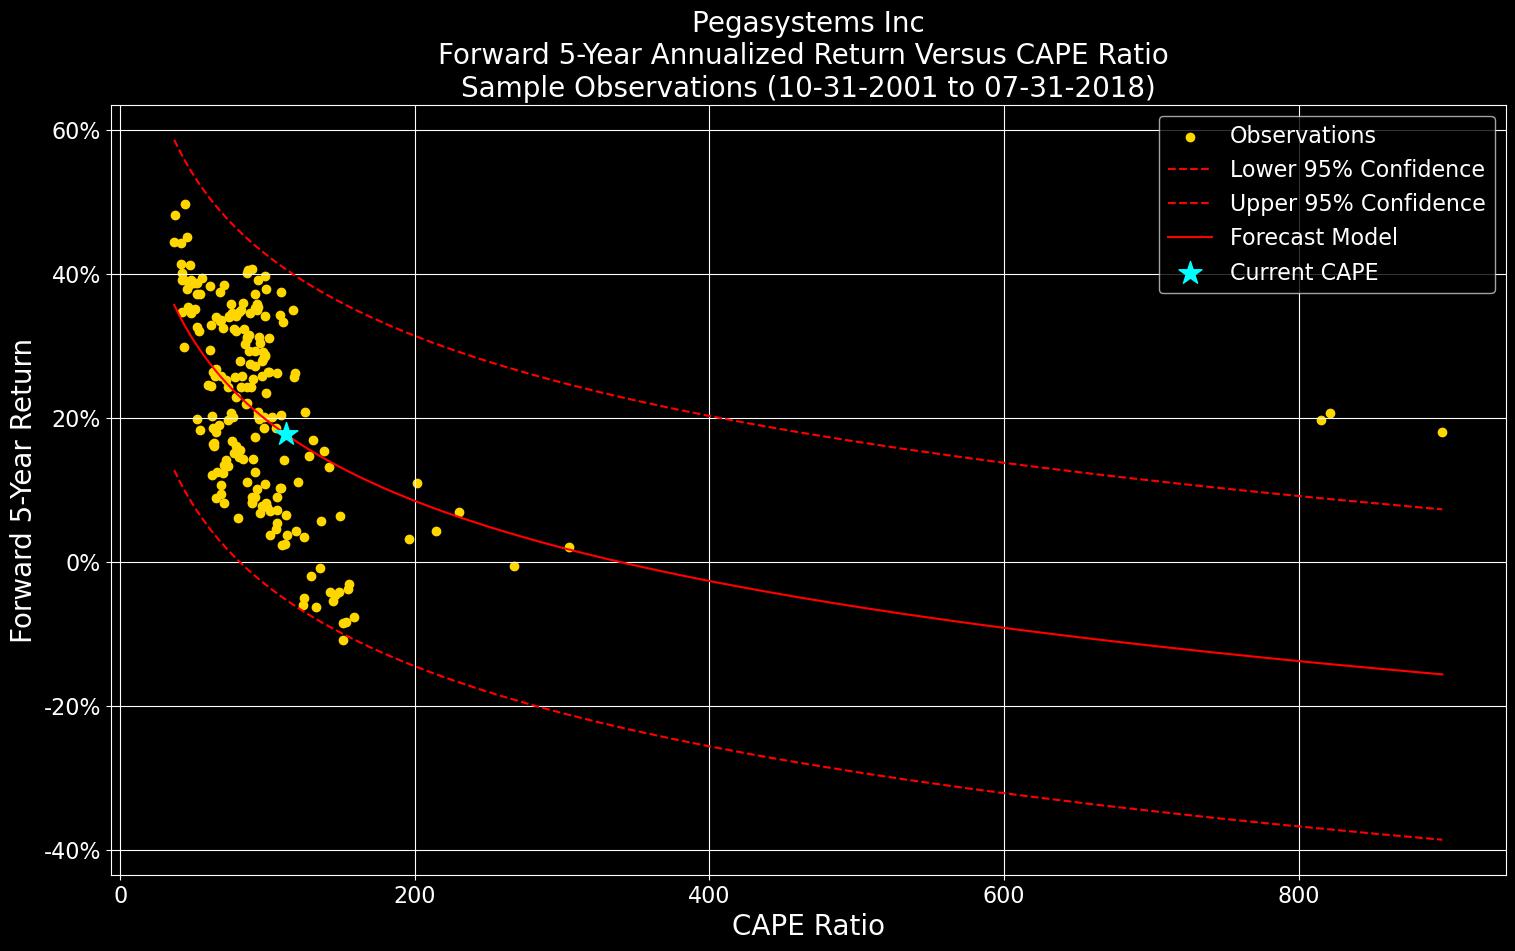 Pegasystems Inc
Forward 5-Year Annualized Return Versus CAPE Ratio
Sample Observations (10-31-2001 to 07-31-2018)
Observations
Lower 95% Confidence
Upper 95% Confidence
Forecast Model
Current CAPE
Forward 5-Year Return
60%
40%
20%
0%
-20%
-40%
0 200 400 600 800
CAPE Ratio